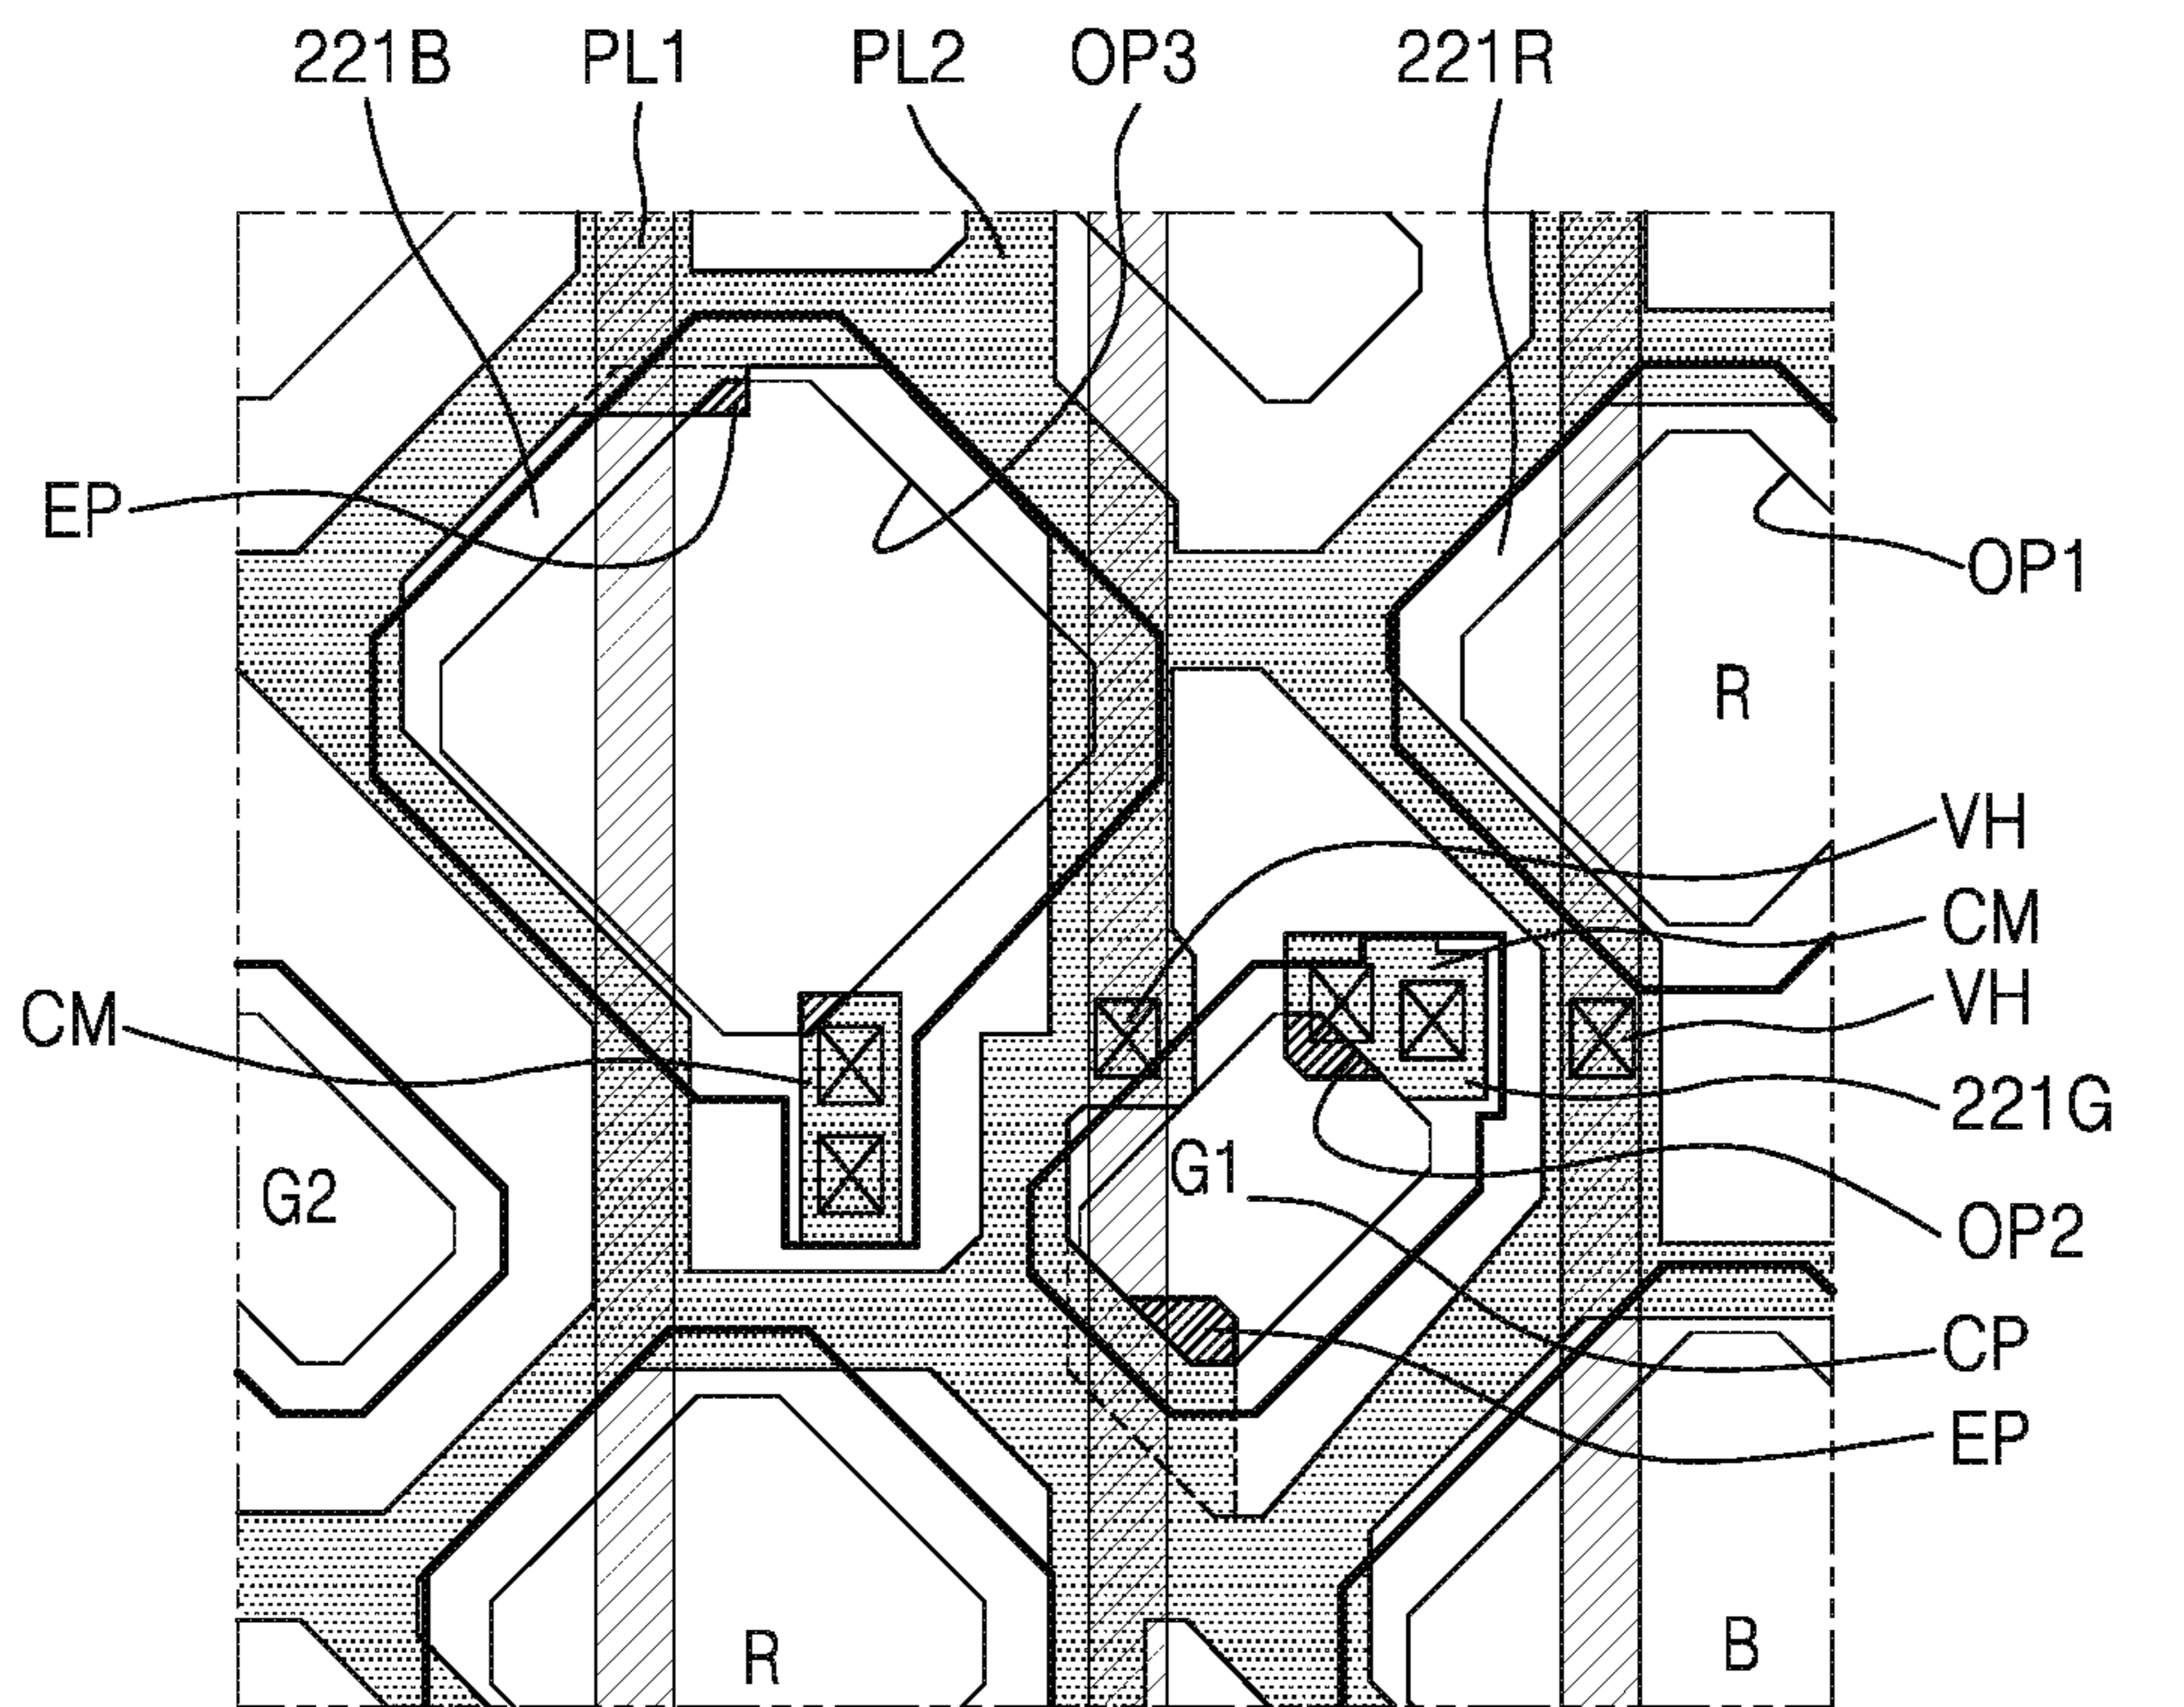 221B PL1 PL2 OP3 221R
EP
OP1
R
VH
CM
CM
VH
221G
G1
G2
OP2
CP
EP
R
B